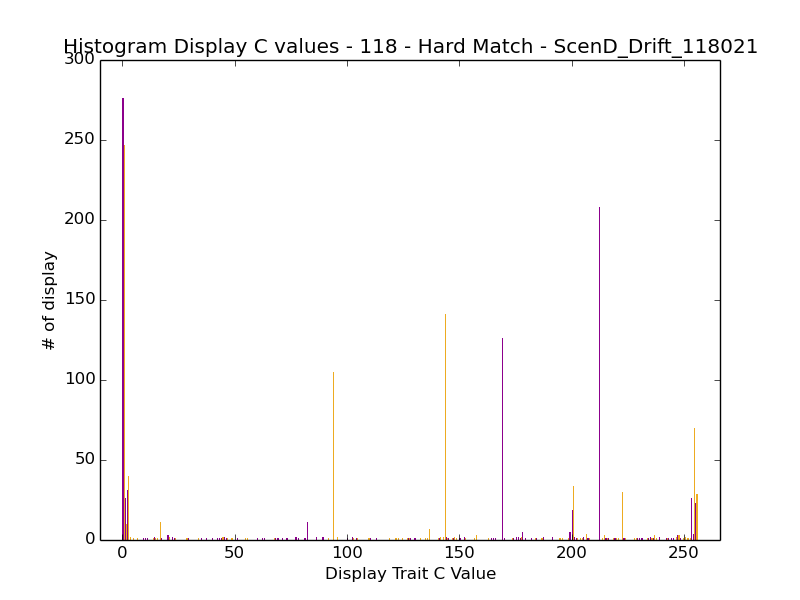 Histogram Display C values - 118 - Hard Match - ScenD_Drift_118021
300
250
200
150
100
50
0
# of display
0 50 100 150 200 250
Display Trait C Value